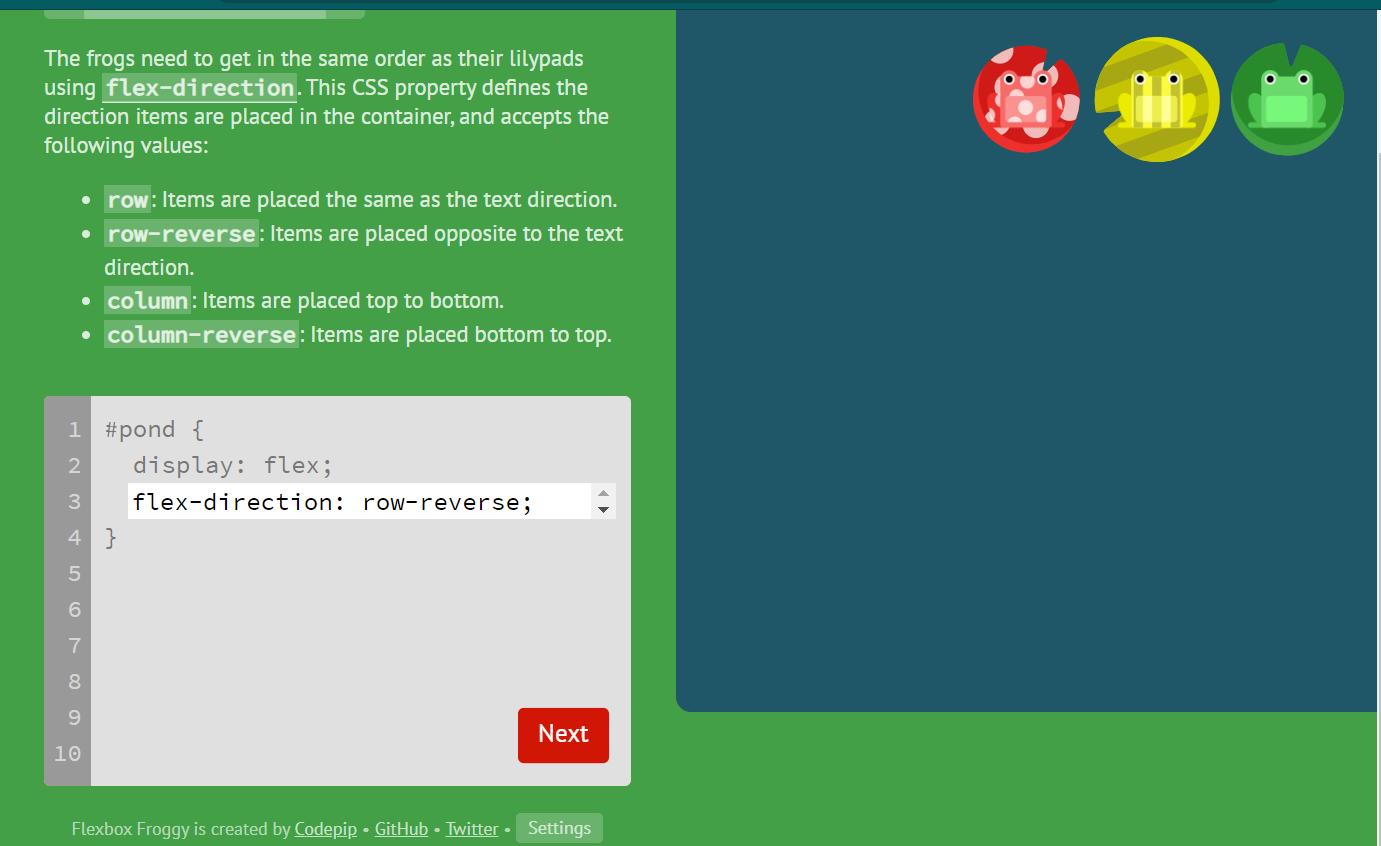 The frogs need to get in the same order as their lilypads
using flex-direction. This CSS property defines the
direction items are placed in the container, and accepts the
following values:
row: Items are placed the same as the text direction.
row-reverse: Items are placed opposite to the text
direction.
column: Items are placed top to bottom.
column-reverse: Items are placed bottom to top.
1 #pond {
2 display: flex;
3 flex-direction: row-reverse;
4 }
5
6
7
8
9
10
Next
Flexbox Froggy is created by Codepip • GitHub • Twitter • Settings